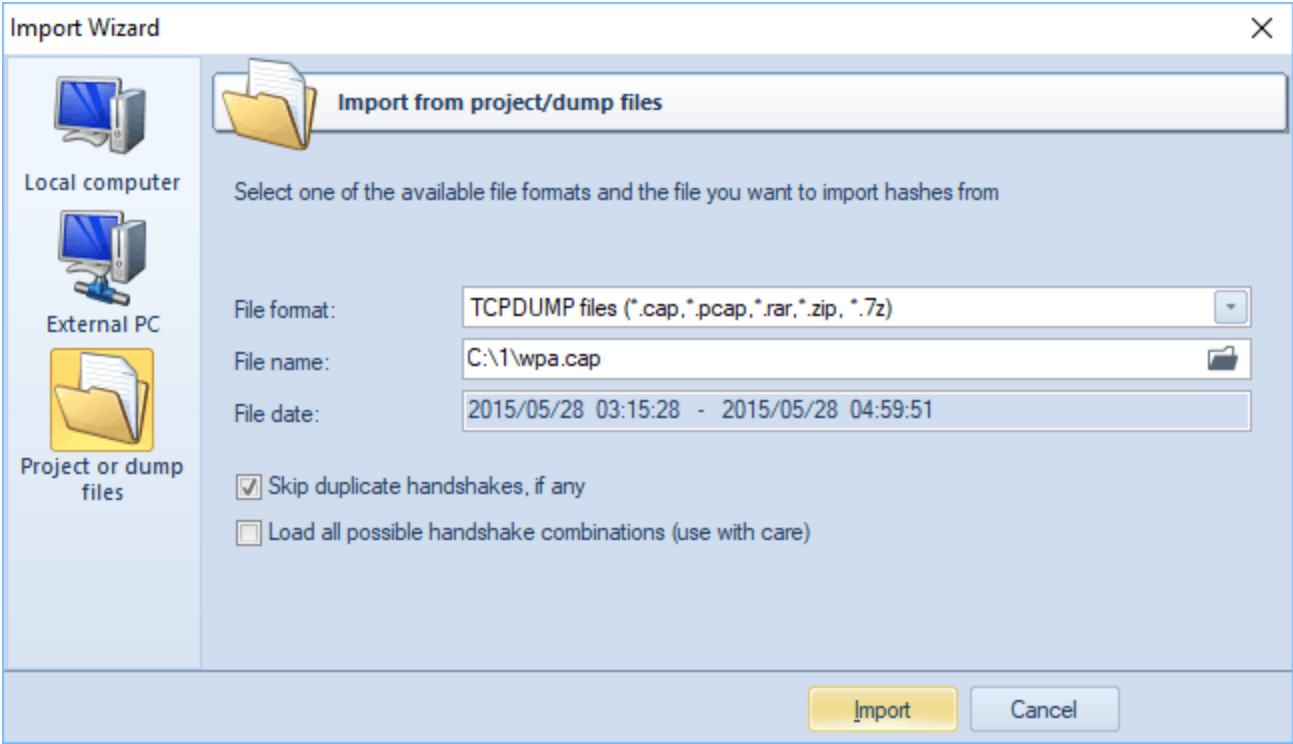 Import Wizard
Local computer
External PC
Project or dump
files
Import from project/dump files
Select one of the available file formats and the file you want to import hashes from
File format: TCPDUMP files (*.cap,*.pcap,*.rar,*.zip, *.7z)
File name: C:\1\wpa.cap
File date: 2015/05/28 03:15:28 - 2015/05/28 04:59:51
Skip duplicate handshakes, if any
Load all possible handshake combinations (use with care)
Import Cancel